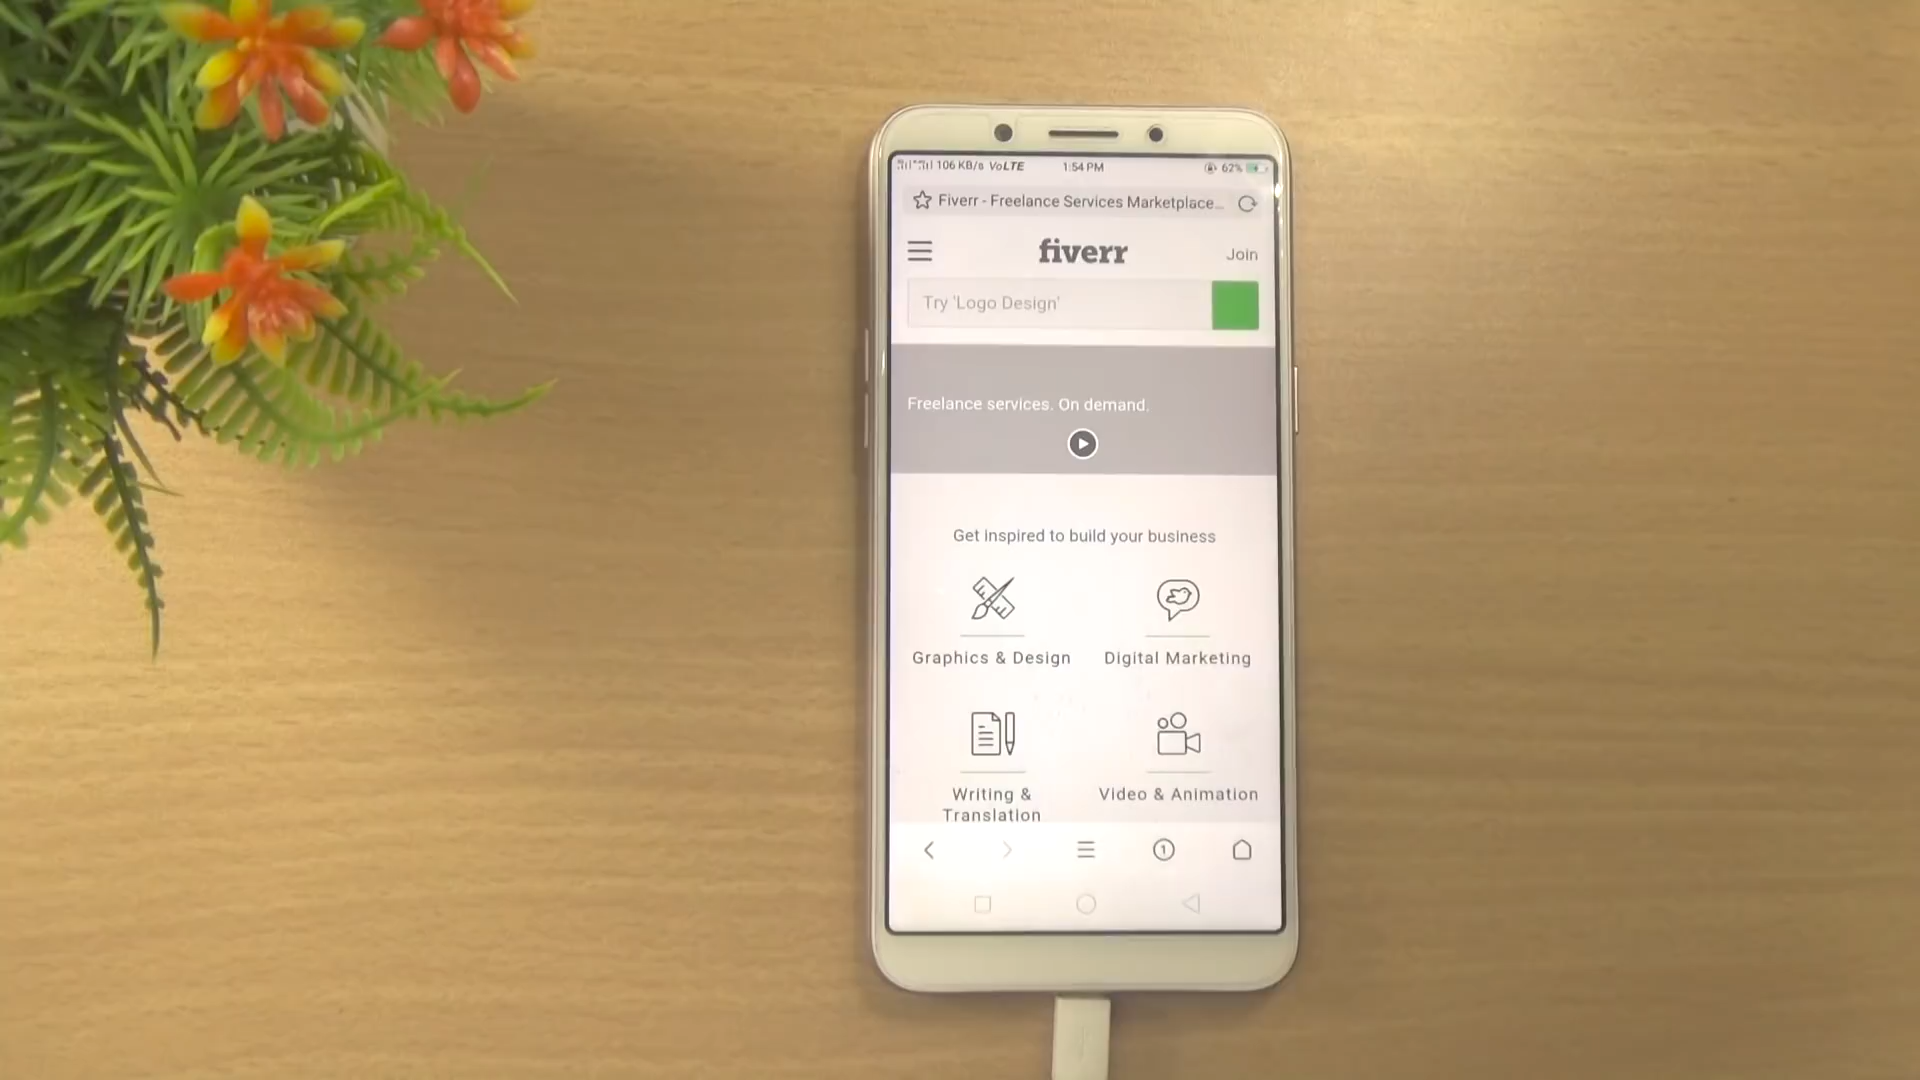 106 KB/s VoLTE 1:54 PM 62%
Fiverr - Freelance Services Marketplace...
fiverr Join
Try 'Logo Design'
Freelance services. On demand.
Get inspired to build your business
Graphics & Design Digital Marketing
Writing & Video & Animation
Translation
1